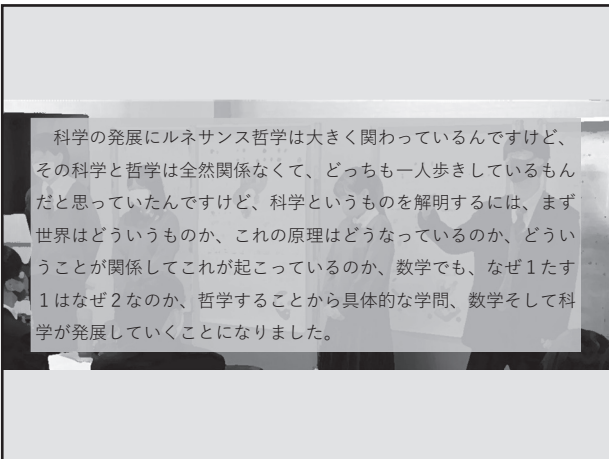 科学の発展にルネサンス哲学は大きく関わっているんですけど、
その科学と哲学は全然関係なくて、どっちも一人歩きしているもん
だと思っていたんですけど、科学というものを解明するには、まず
世界はどういうものか、これの原理はどうなっているのか、どうい
うことが関係してこれが起こっているのか、数学でも、なぜ１たす
１はなぜ２なのか、哲学することから具体的な学問、数学そして科
学が発展していくことになりました。